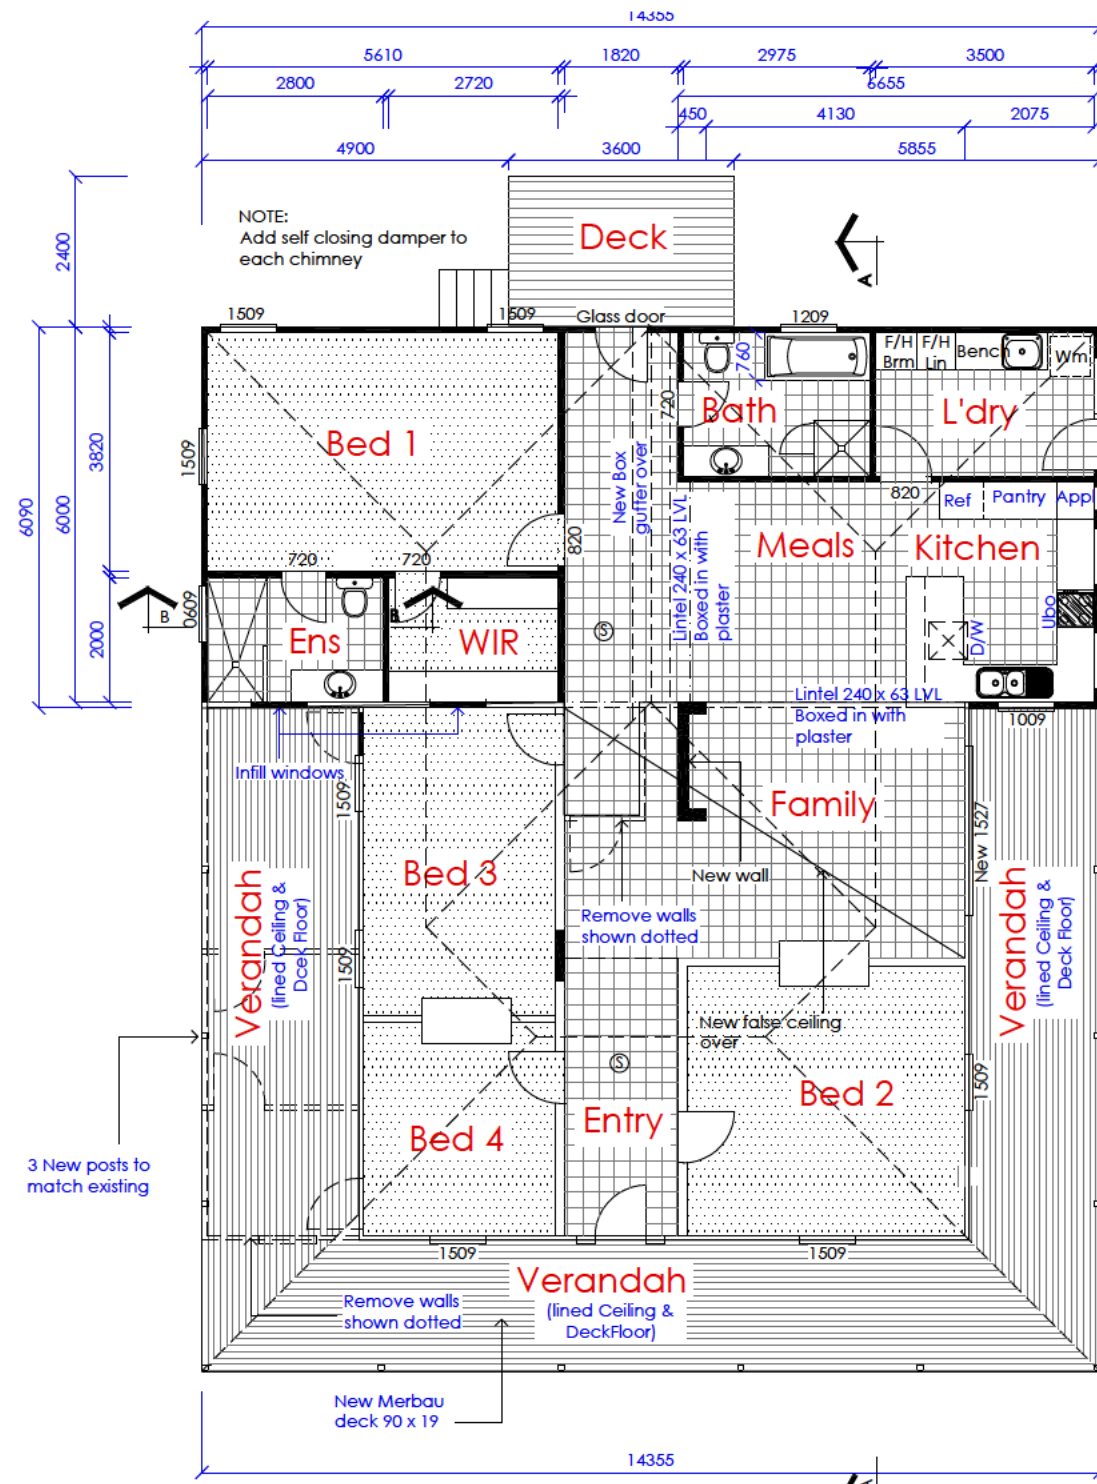 14355
5610
1820
2975
3500
2800
2720
6655
450
4130
2075
4900
3600
5855
NOTE:
Add self closing damper to
each chimney
2400
Deck
A
1509
1509
Glass door
1209
F/H
Brm
F/H
Lin
Bench
Wm
760
720
Bath
L'dry
Bed 1
1509
3820
6000
6090
New Box
gutter over
820
Ref
Pantry
Appl
820
Lintel 240 x 63 LVL
Boxed in with
plaster
Meals
Kitchen
720
720
B
0609
B
2000
Ens
WIR
S
D/W
Ubo
Lintel 240 x 63 LVL
Boxed in with
plaster
1009
Infill windows
1509
Family
New 1527
Bed 3
New wall
Verandah
(lined Ceiling &
Dcek Floor)
Remove walls
shown dotted
Verandah
(lined Ceiling &
Deck Floor)
1509
New false ceiling
over
S
1509
Bed 2
Entry
Bed 4
3 New posts to
match existing
1509
1509
Verandah
(lined Ceiling &
DeckFloor)
Remove walls
shown dotted
New Merbau
deck 90 x 19
14355